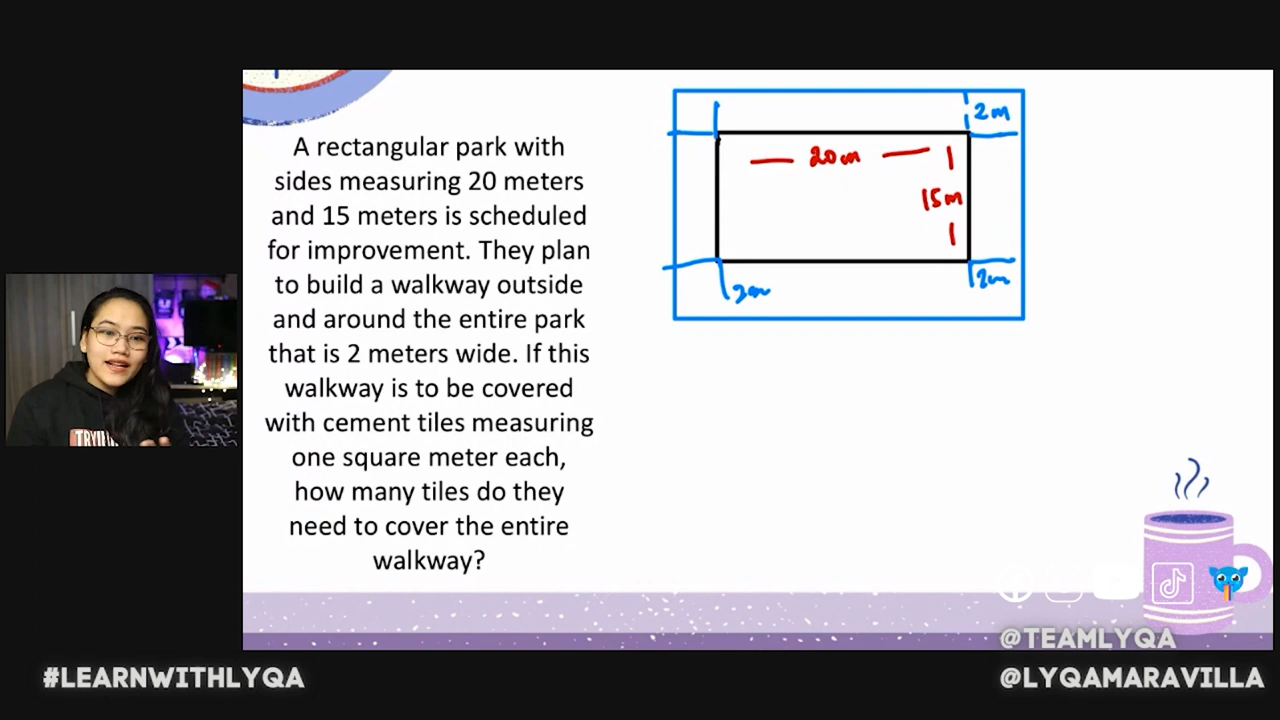 A rectangular park with
sides measuring 20 meters
and 15 meters is scheduled
for improvement. They plan
to build a walkway outside
and around the entire park
that is 2 meters wide. If this
walkway is to be covered
with cement tiles measuring
one square meter each,
how many tiles do they
need to cover the entire
walkway?
2m
20m
15m
2m
2m
@TEAMLYQA
#LEARNWITHLYQA
@LYQAMARAVILLA